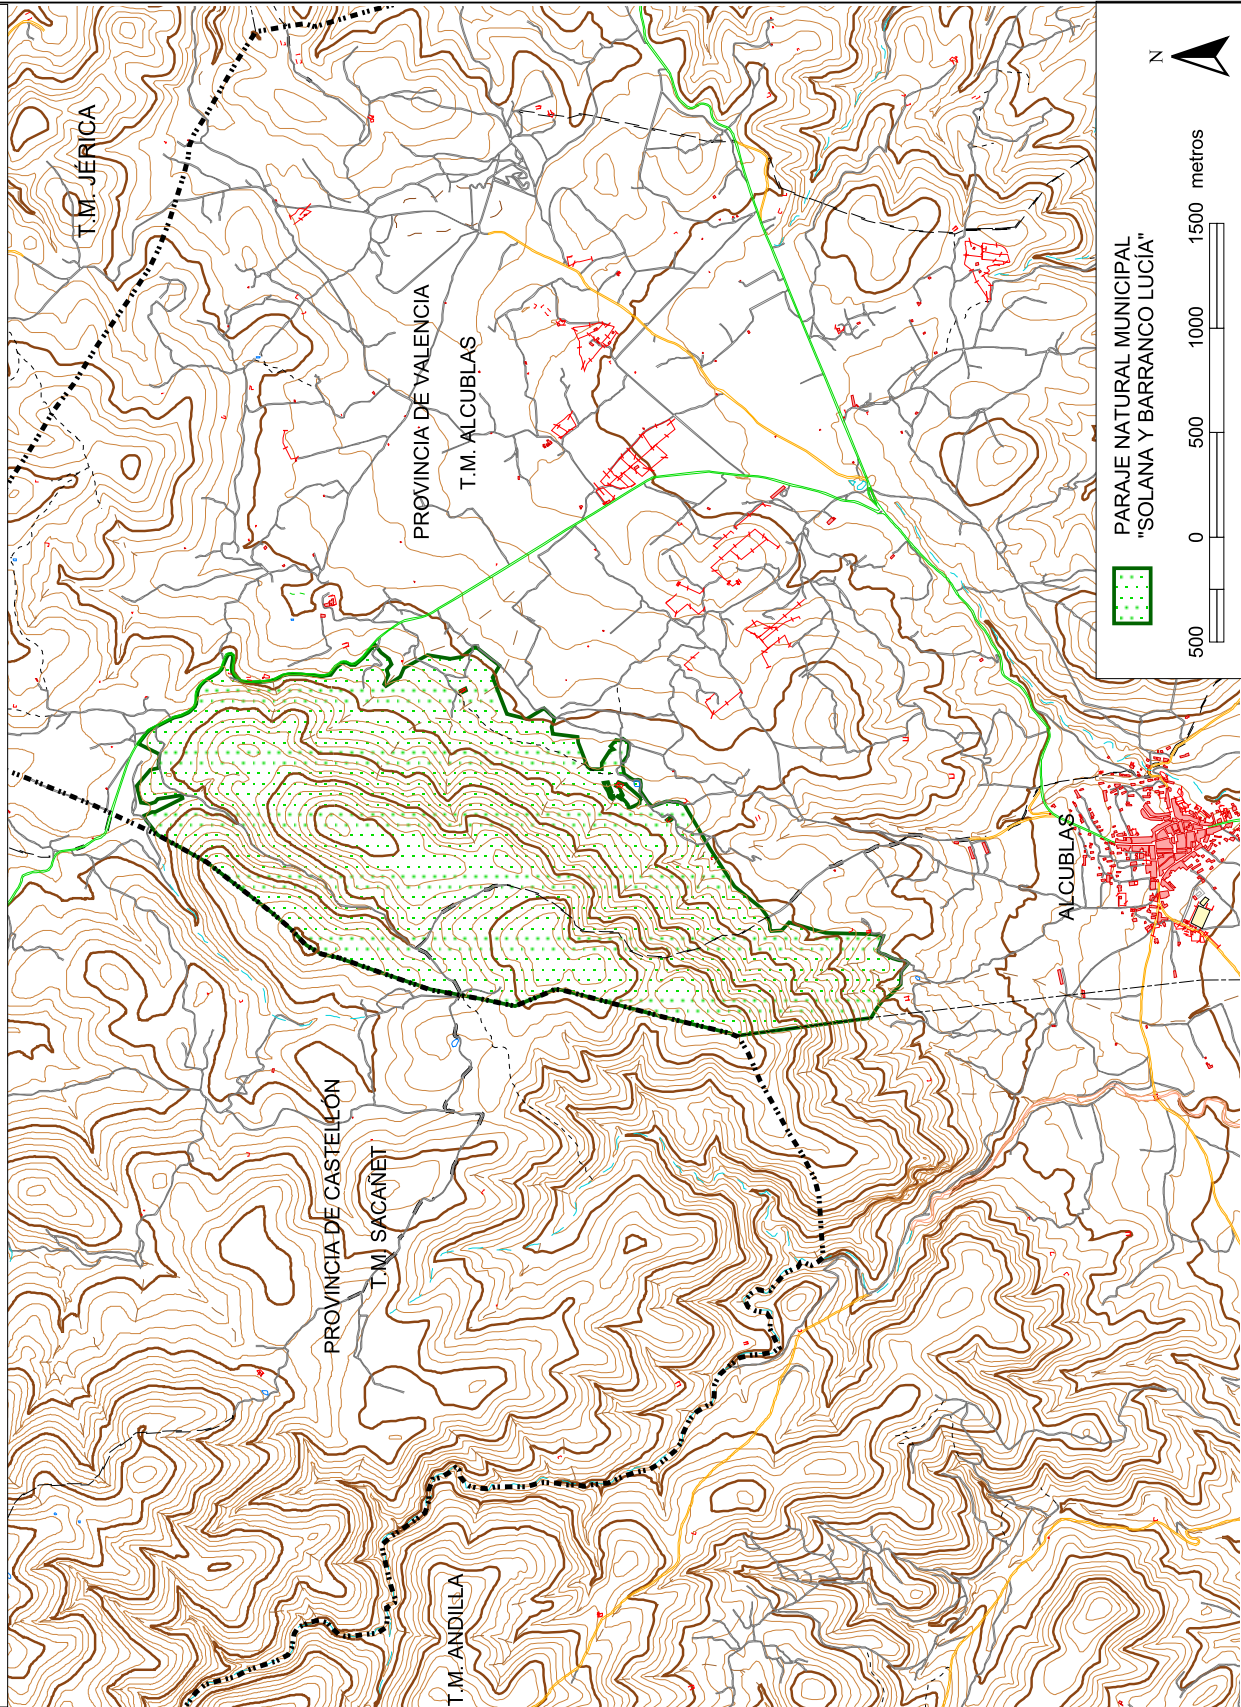 T.M. JÉRICA
PROVINCIA DE VALENCIA
T.M. ALCUBLAS
PROVINCIA DE CASTELLÓN
T.M. SACAÑET
T.M. ANDILLA
ALCUBLAS
N
PARAJE NATURAL MUNICIPAL
"SOLANA Y BARRANCO LUCÍA"
500 0 500 1000 1500 metros